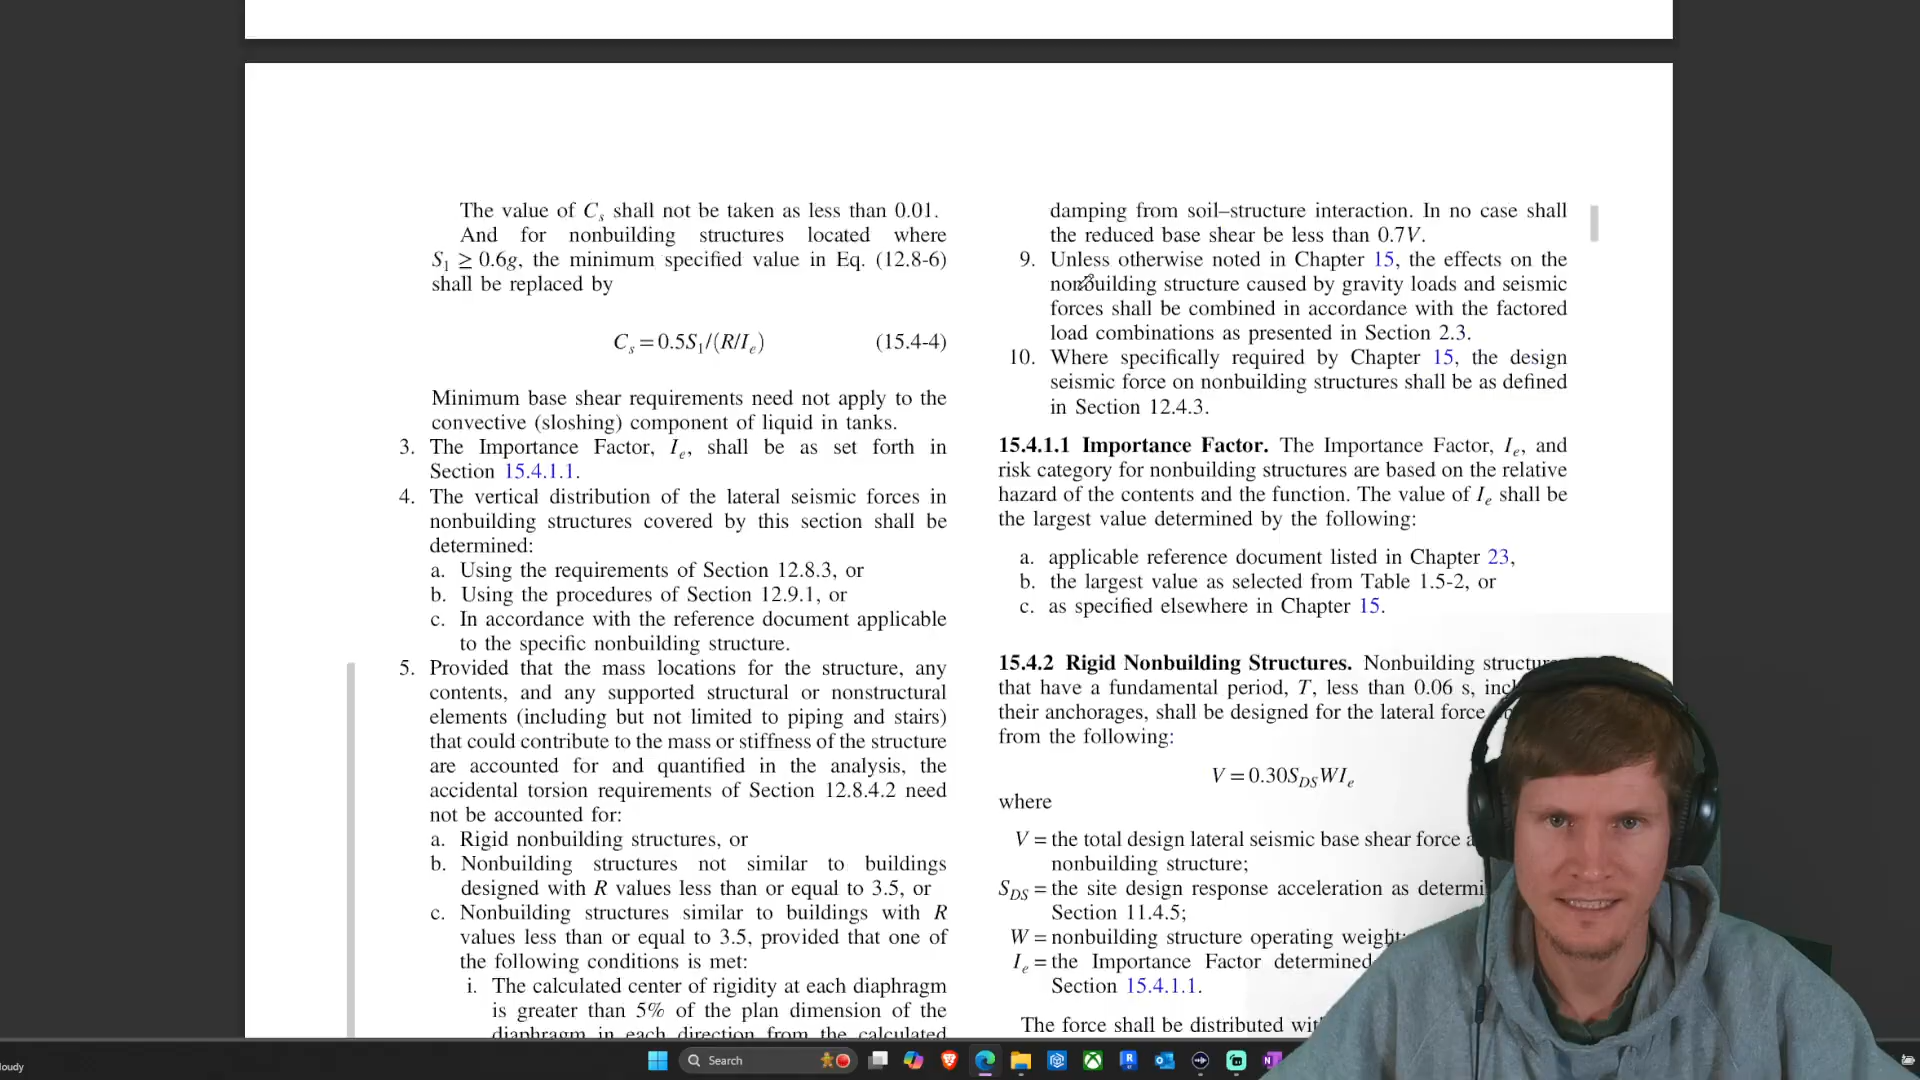 The value of Cs shall not be taken as less than 0.01.
And for nonbuilding structures located where
S1 ≥ 0.6g, the minimum specified value in Eq. (12.8-6)
shall be replaced by
Cs = 0.5S1/(R/Ie) (15.4-4)
Minimum base shear requirements need not apply to the
convective (sloshing) component of liquid in tanks.
3. The Importance Factor, Ie, shall be as set forth in
Section 15.4.1.1.
4. The vertical distribution of the lateral seismic forces in
nonbuilding structures covered by this section shall be
determined:
a. Using the requirements of Section 12.8.3, or
b. Using the procedures of Section 12.9.1, or
c. In accordance with the reference document applicable
to the specific nonbuilding structure.
5. Provided that the mass locations for the structure, any
contents, and any supported structural or nonstructural
elements (including but not limited to piping and stairs)
that could contribute to the mass or stiffness of the structure
are accounted for and quantified in the analysis, the
accidental torsion requirements of Section 12.8.4.2 need
not be accounted for:
a. Rigid nonbuilding structures, or
b. Nonbuilding structures not similar to buildings
designed with R values less than or equal to 3.5, or
c. Nonbuilding structures similar to buildings with R
values less than or equal to 3.5, provided that one of
the following conditions is met:
i. The calculated center of rigidity at each diaphragm
is greater than 5% of the plan dimension of the
diaphragm in each direction from the calculated
damping from soil–structure interaction. In no case shall
the reduced base shear be less than 0.7V.
9. Unless otherwise noted in Chapter 15, the effects on the
nonbuilding structure caused by gravity loads and seismic
forces shall be combined in accordance with the factored
load combinations as presented in Section 2.3.
10. Where specifically required by Chapter 15, the design
seismic force on nonbuilding structures shall be as defined
in Section 12.4.3.
15.4.1.1 Importance Factor. The Importance Factor, Ie, and
risk category for nonbuilding structures are based on the relative
hazard of the contents and the function. The value of Ie shall be
the largest value determined by the following:
a. applicable reference document listed in Chapter 23,
b. the largest value as selected from Table 1.5-2, or
c. as specified elsewhere in Chapter 15.
15.4.2 Rigid Nonbuilding Structures. Nonbuilding structur
that have a fundamental period, T, less than 0.06 s, incl
their anchorages, shall be designed for the lateral force
from the following:
V = 0.30SDSWIe
where
V = the total design lateral seismic base shear force a
nonbuilding structure;
SDS = the site design response acceleration as determi
Section 11.4.5;
W = nonbuilding structure operating weight;
Ie = the Importance Factor determined
Section 15.4.1.1.
The force shall be distributed wit
loudy
Search